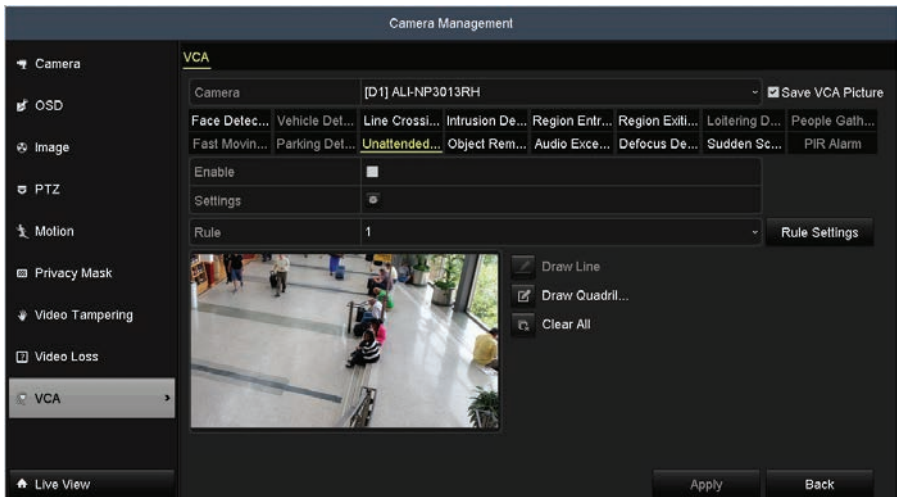 Camera Management
Camera
OSD
Image
PTZ
Motion
Privacy Mask
Video Tampering
Video Loss
VCA
Live View
VCA
Camera [D1] ALI-NP3013RH Save VCA Picture
Face Detec... Vehicle Det... Line Crossi... Intrusion De... Region Entr... Region Exiti... Loitering D... People Gath...
Fast Movin... Parking Det... Unattended... Object Rem... Audio Exce... Defocus De... Sudden Sc... PIR Alarm
Enable
Settings
Rule 1 Rule Settings
Draw Line
Draw Quadril...
Clear All
Apply Back